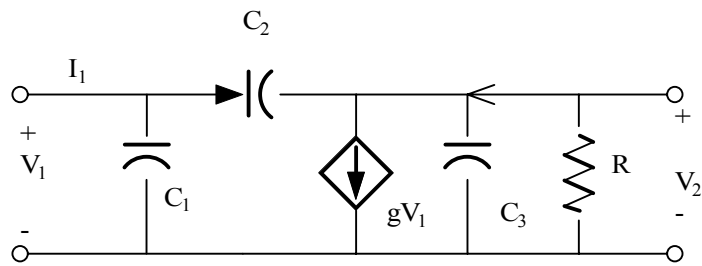 C₂
I₁
+
V₁
-
C₁
gV₁
C₃
R
+
V₂
-